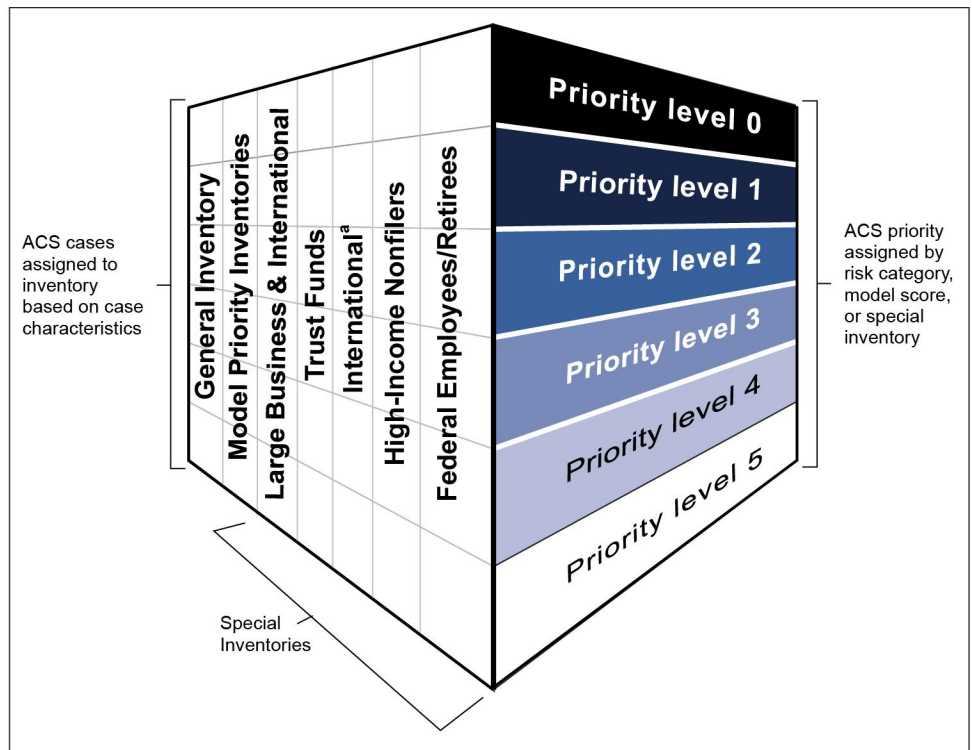 ACS cases
assigned to
inventory
based on case
characteristics
General Inventory
Model Priority Inventories
Large Business & International
Trust Funds
Internationalᵃ
High-Income Nonfilers
Federal Employees/Retirees
Special
Inventories
Priority level 0
Priority level 1
Priority level 2
Priority level 3
Priority level 4
Priority level 5
ACS priority
assigned by
risk category,
model score,
or special
inventory